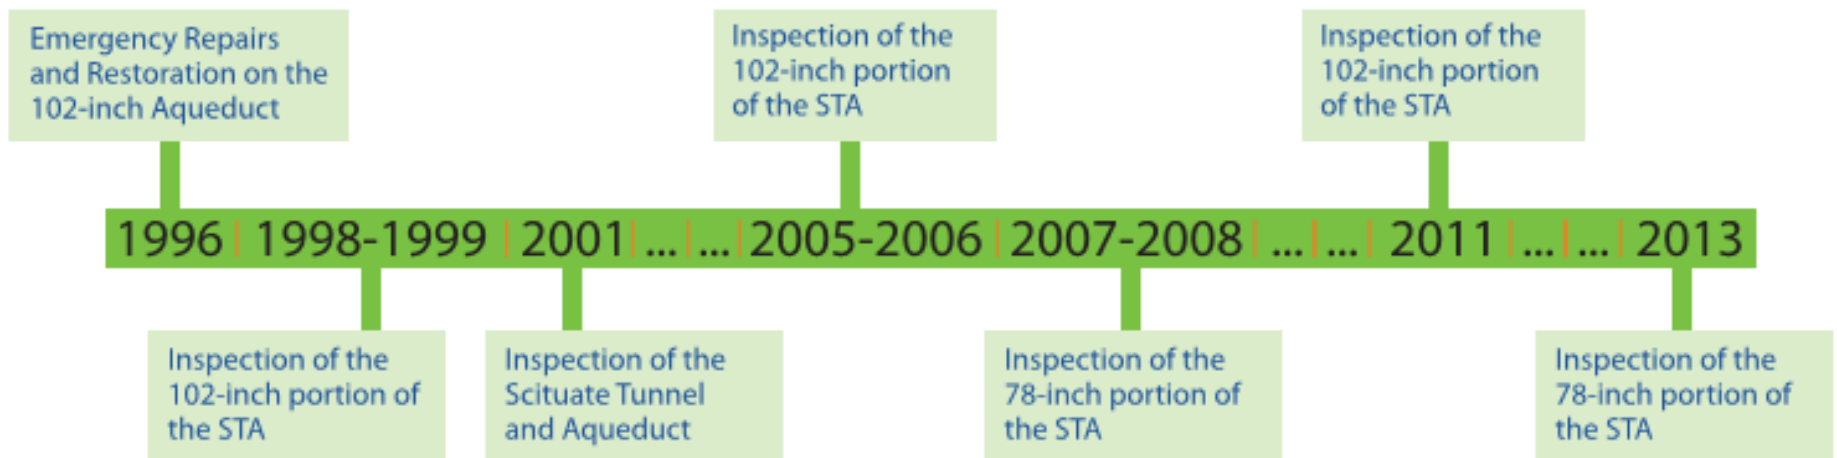 Emergency Repairs
and Restoration on the
102-inch Aqueduct
Inspection of the
102-inch portion
of the STA
Inspection of the
102-inch portion
of the STA
1996 | 1998-1999 | 2001 | ... | ... | 2005-2006 | 2007-2008 | ... | ... | 2011 | ... | ... | 2013
Inspection of the
102-inch portion of
the STA
Inspection of the
Scituate Tunnel
and Aqueduct
Inspection of the
78-inch portion of
the STA
Inspection of the
78-inch portion of
the STA